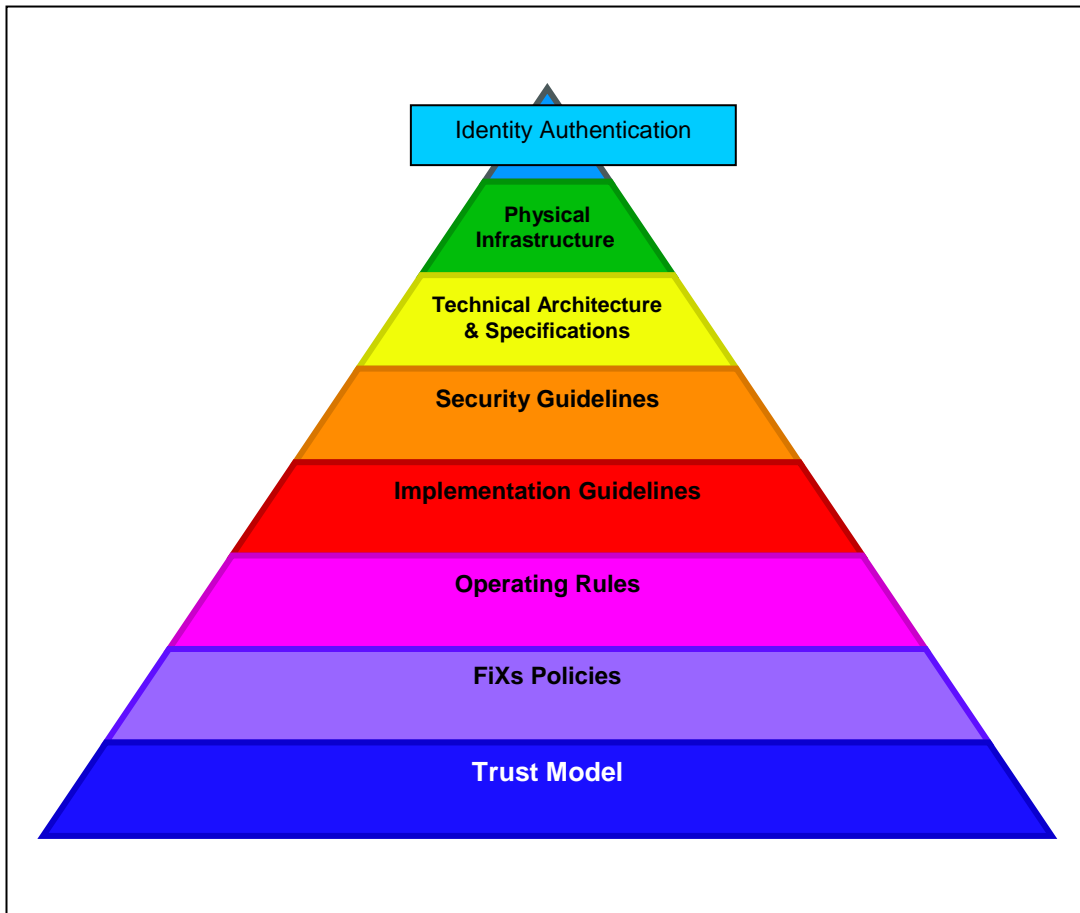 Identity Authentication
Physical
Infrastructure
Technical Architecture
& Specifications
Security Guidelines
Implementation Guidelines
Operating Rules
FiXs Policies
Trust Model